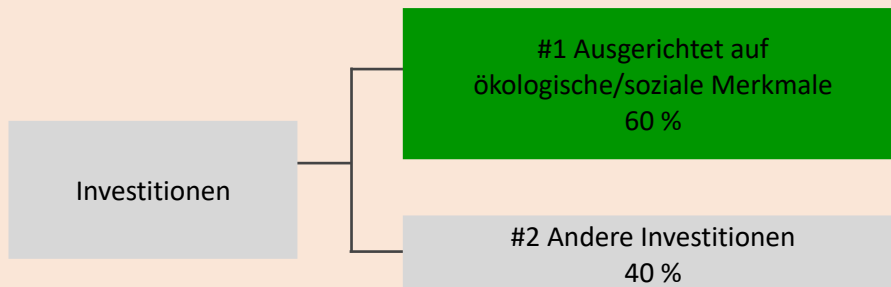 #1 Ausgerichtet auf
ökologische/soziale Merkmale
60 %
Investitionen
#2 Andere Investitionen
40 %